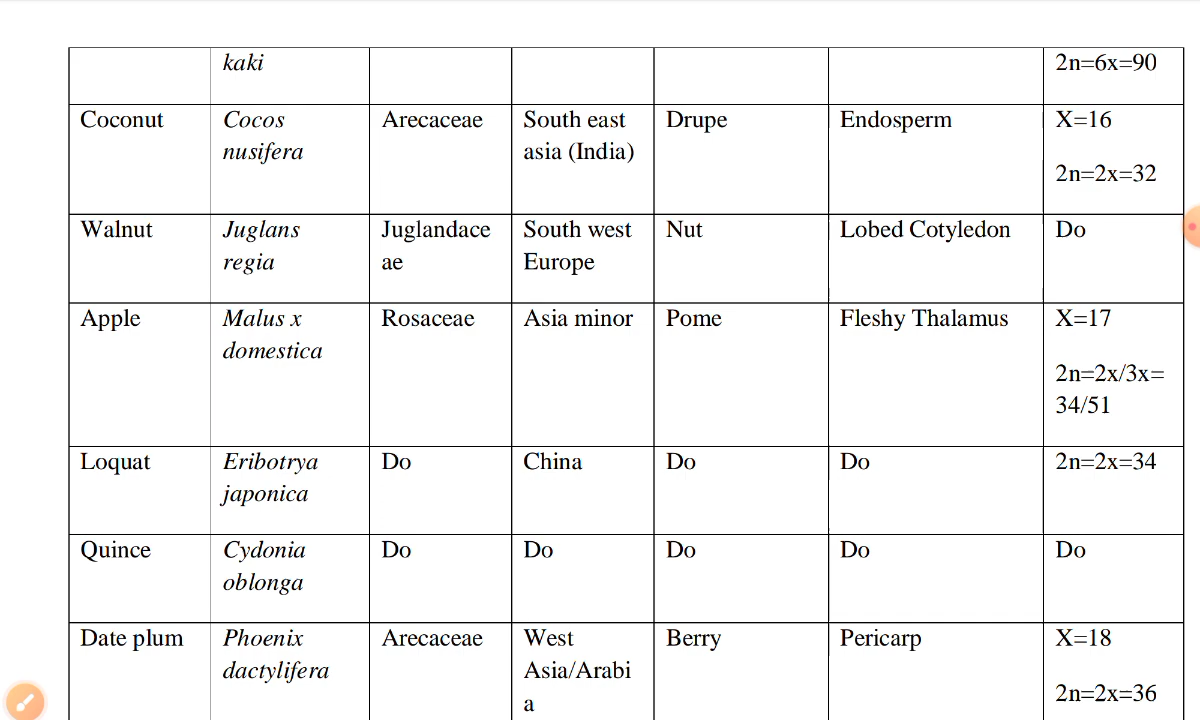 kaki 2n=6x=90
Coconut Cocos Arecaceae South east Drupe Endosperm X=16
nusifera asia (India)
2n=2x=32
Walnut Juglans Juglandace South west Nut Lobed Cotyledon Do
regia ae Europe
Apple Malus x Rosaceae Asia minor Pome Fleshy Thalamus X=17
domestica
2n=2x/3x=
34/51
Loquat Eribotrya Do China Do Do 2n=2x=34
japonica
Quince Cydonia Do Do Do Do Do
oblonga
Date plum Phoenix Arecaceae West Berry Pericarp X=18
dactylifera Asia/Arabi
a 2n=2x=36